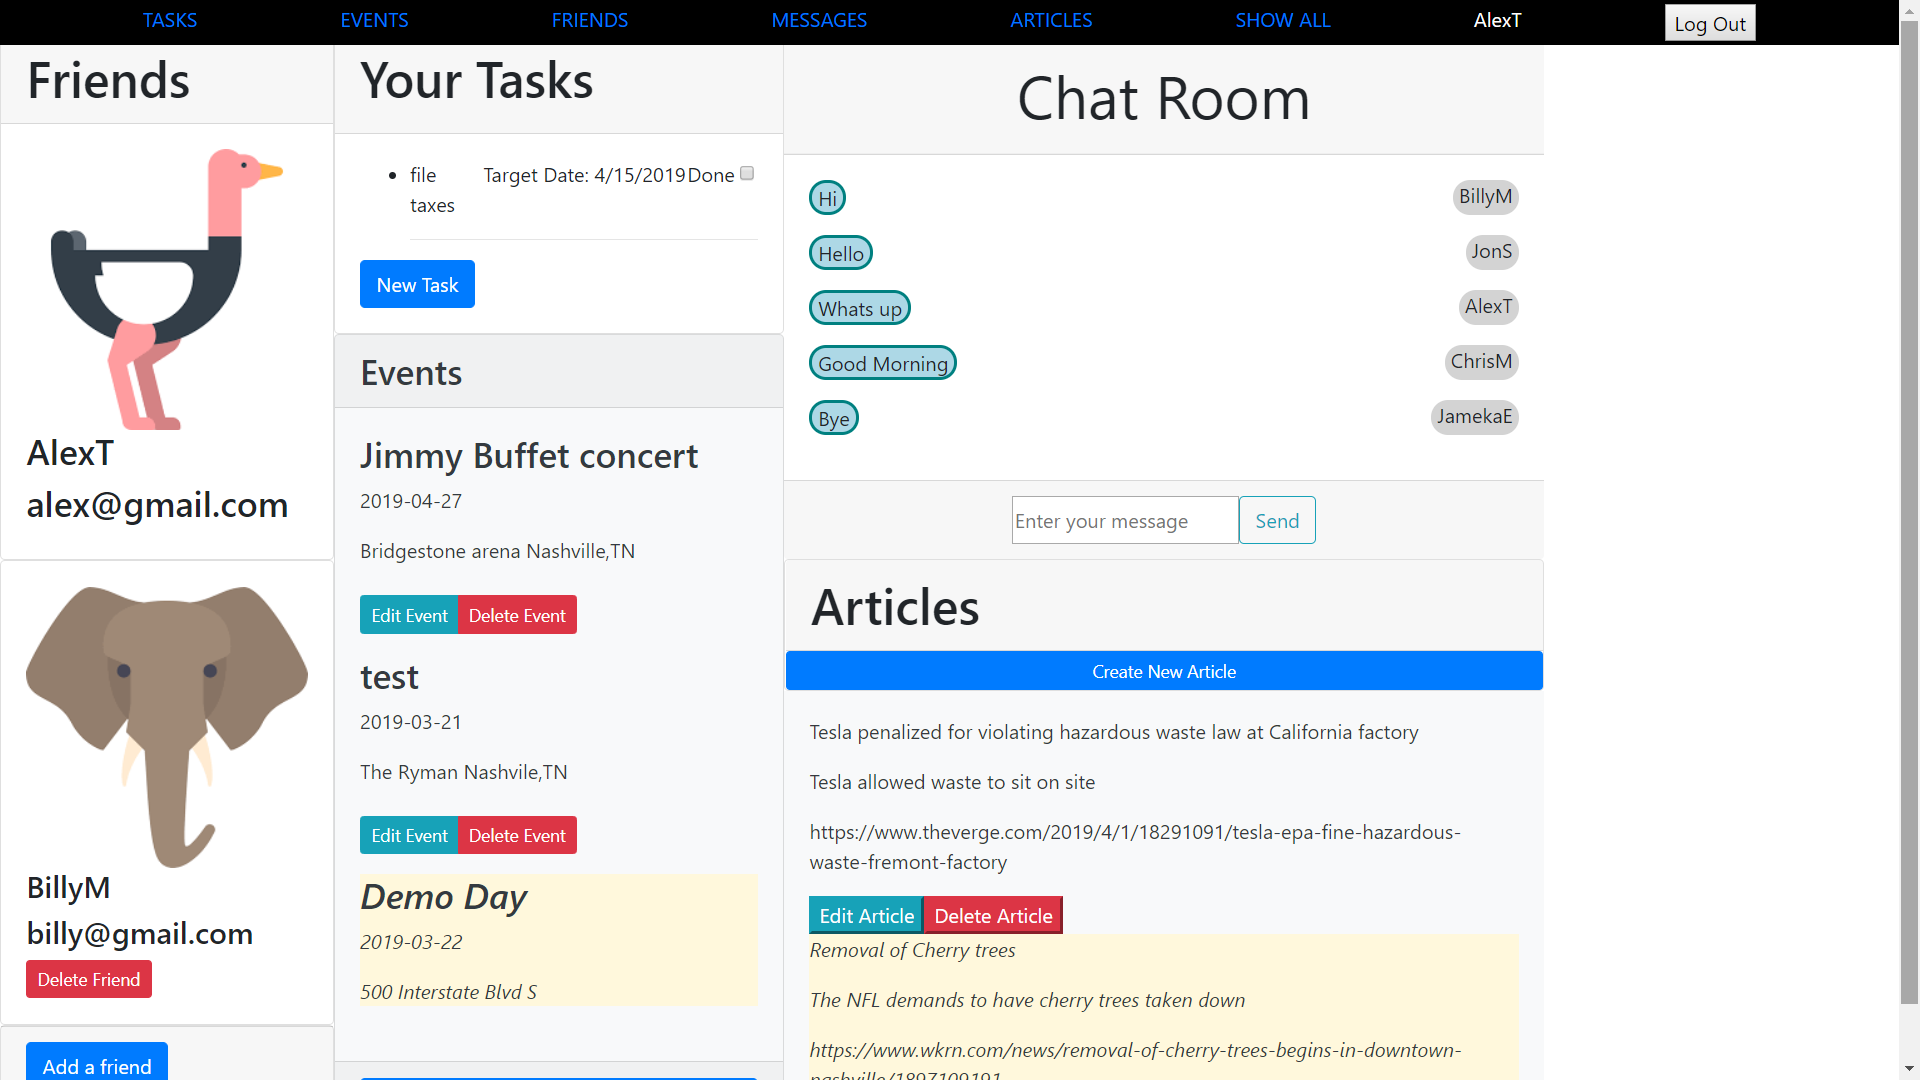 TASKS EVENTS FRIENDS MESSAGES ARTICLES SHOW ALL AlexT Log Out
Friends
AlexT
alex@gmail.com
BillyM
billy@gmail.com
Delete Friend
Add a friend
Your Tasks
file taxes
Target Date: 4/15/2019 Done
New Task
Events
Jimmy Buffet concert
2019-04-27
Bridgestone arena Nashville,TN
Edit Event Delete Event
test
2019-03-21
The Ryman Nashvile,TN
Edit Event Delete Event
Demo Day
2019-03-22
500 Interstate Blvd S
Chat Room
Hi BillyM
Hello JonS
Whats up AlexT
Good Morning ChrisM
Bye JamekaE
Enter your message Send
Articles
Create New Article
Tesla penalized for violating hazardous waste law at California factory
Tesla allowed waste to sit on site
https://www.theverge.com/2019/4/1/18291091/tesla-epa-fine-hazardous-
waste-fremont-factory
Edit Article Delete Article
Removal of Cherry trees
The NFL demands to have cherry trees taken down
https://www.wkrn.com/news/removal-of-cherry-trees-begins-in-downtown-
nashville/1897109191